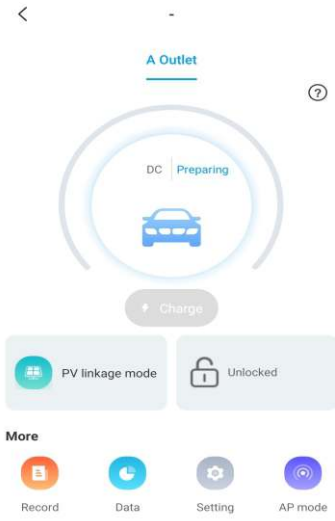 -
A Outlet
?
DC | Preparing
Charge
PV linkage mode
Unlocked
More
Record
Data
Setting
AP mode